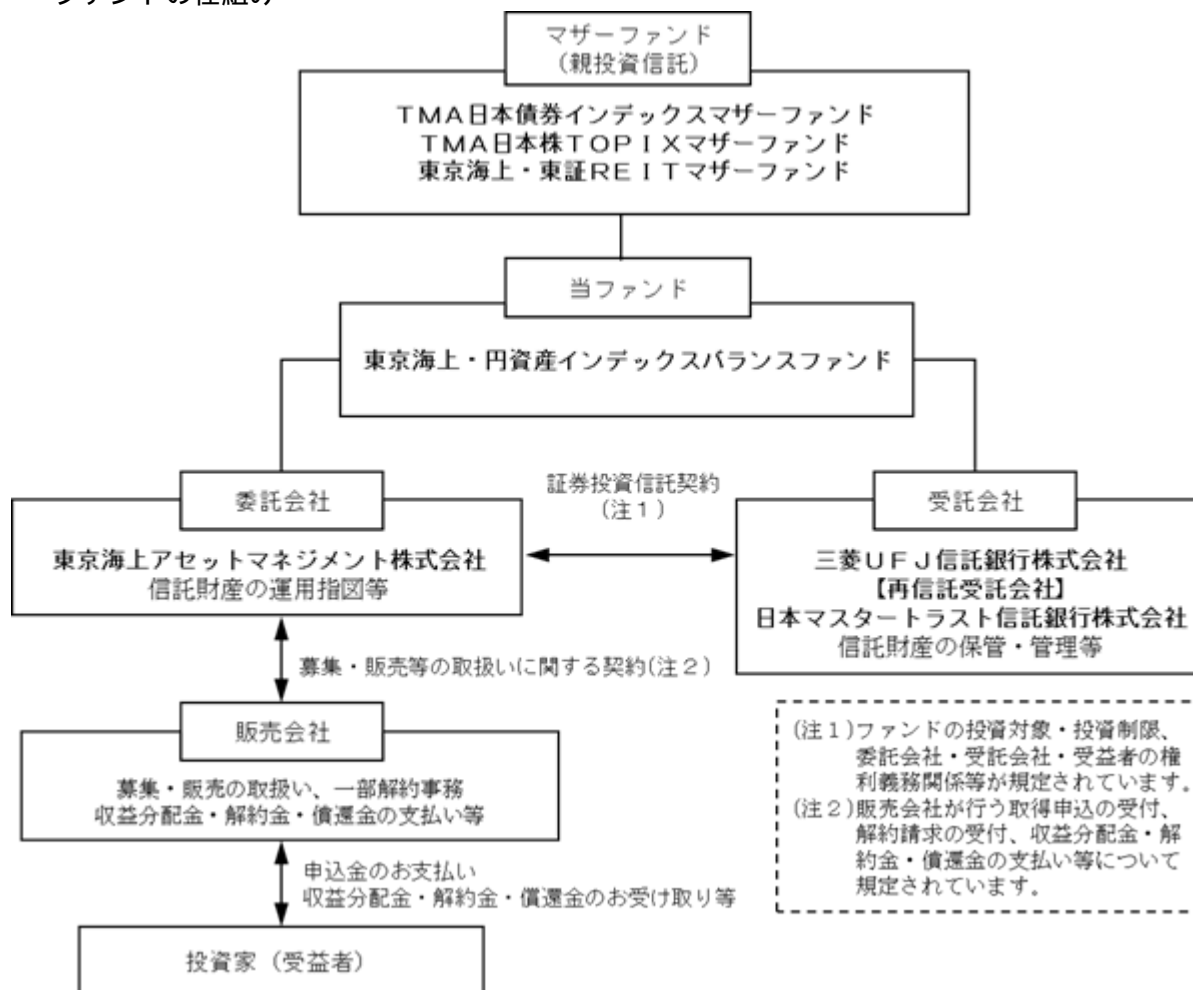 ファンドの仕組み
マザーファンド
(親投資信託)
TMA日本債券インデックスマザーファンド
TMA日本株TOPIXマザーファンド
東京海上・東証REITマザーファンド
当ファンド
東京海上・円資産インデックスバランスファンド
委託会社
東京海上アセットマネジメント株式会社
信託財産の運用指図等
証券投資信託契約
(注1)
受託会社
三菱UFJ信託銀行株式会社
【再信託受託会社】
日本マスタートラスト信託銀行株式会社
信託財産の保管・管理等
募集・販売等の取扱いに関する契約(注2)
販売会社
募集・販売の取扱い、一部解約事務
収益分配金・解約金・償還金の支払い等
申込金のお支払い
収益分配金・解約金・償還金のお受け取り等
投資家(受益者)
(注1)ファンドの投資対象・投資制限、
委託会社・受託会社・受益者の権
利義務関係等が規定されています。
(注2)販売会社が行う取得申込の受付、
解約請求の受付、収益分配金・解
約金・償還金の支払い等について
規定されています。